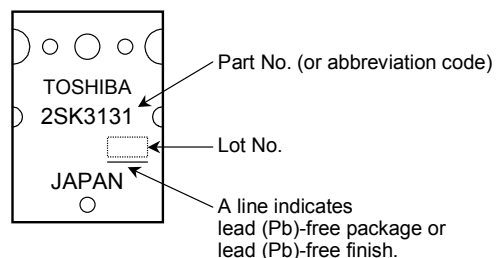 TOSHIBA
2SK3131
JAPAN
Part No. (or abbreviation code)
Lot No.
A line indicates
lead (Pb)-free package or
lead (Pb)-free finish.